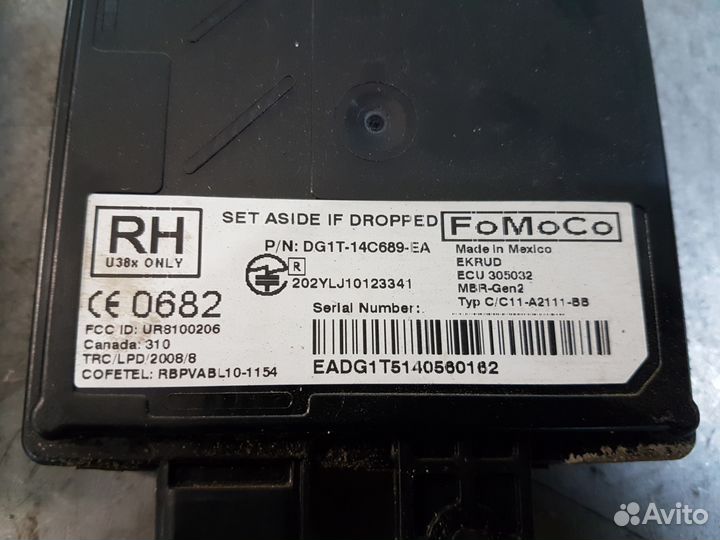 RH
U38x ONLY
SET ASIDE IF DROPPED
FoMoCo
P/N: DG1T-14C689-EA
R
202YLJ10123341
Made in Mexico
EKRUD
ECU 305032
MBR-Gen2
Typ C/C11-A2111-BB
CE 0682
FCC ID: UR8100206
Canada: 310
TRC/LPD/2008/8
COFETEL: RBPVABL10-1154
Serial Number:
EADG1T5140560162
Avito